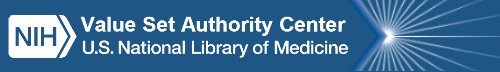 NIH
Value Set Authority Center
U.S. National Library of Medicine